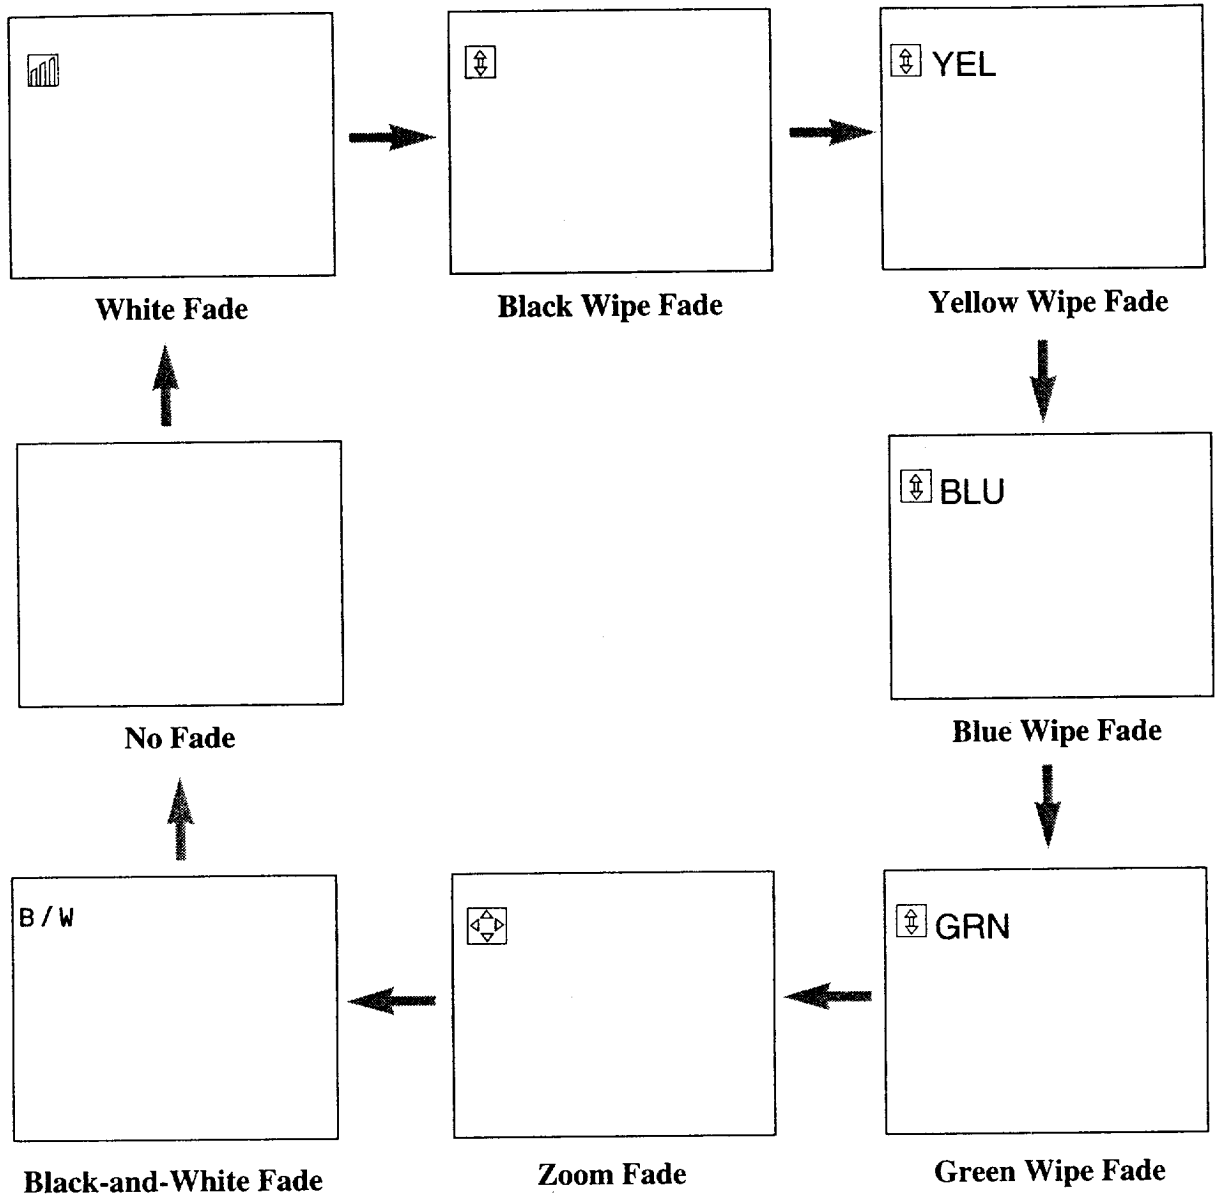 YEL
White Fade
Black Wipe Fade
Yellow Wipe Fade
BLU
No Fade
Blue Wipe Fade
B/W
GRN
Black-and-White Fade
Zoom Fade
Green Wipe Fade